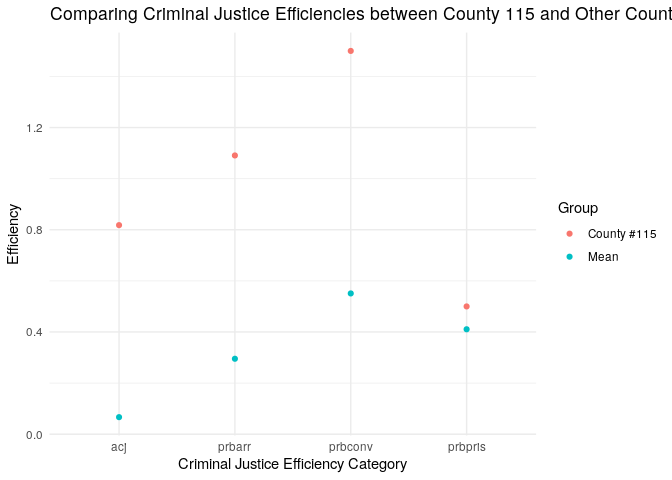 Comparing Criminal Justice Efficiencies between County 115 and Other Count
1.2
0.8
0.4
0.0
Efficiency
acj
prbarr
prbconv
prbpris
Criminal Justice Efficiency Category
Group
County #115
Mean